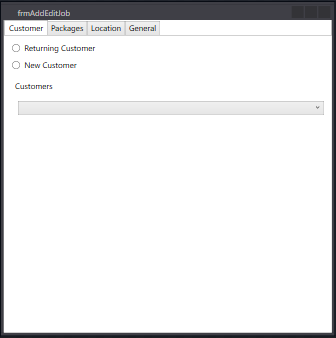 frmAddEditJob
Customer Packages Location General
Returning Customer
New Customer
Customers